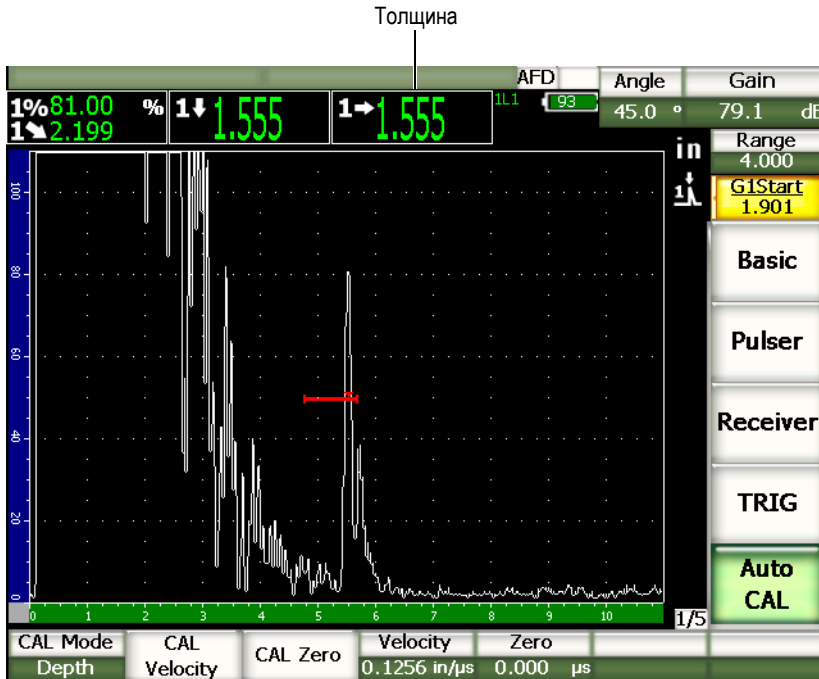 Толщина
AFD
Angle
Gain
1%81.00 %
1↓ 1.555
1→ 1.555
1L1
93
45.0 °
79.1 dB
1↘ 2.199
in
Range
4.000
1
G1Start
1.901
Basic
Pulser
Receiver
TRIG
Auto
CAL
100
80
60
40
20
0
0 1 2 3 4 5 6 7 8 9 10
1/5
CAL Mode
Depth
CAL
Velocity
CAL Zero
Velocity
0.1256 in/µs
Zero
0.000 µs